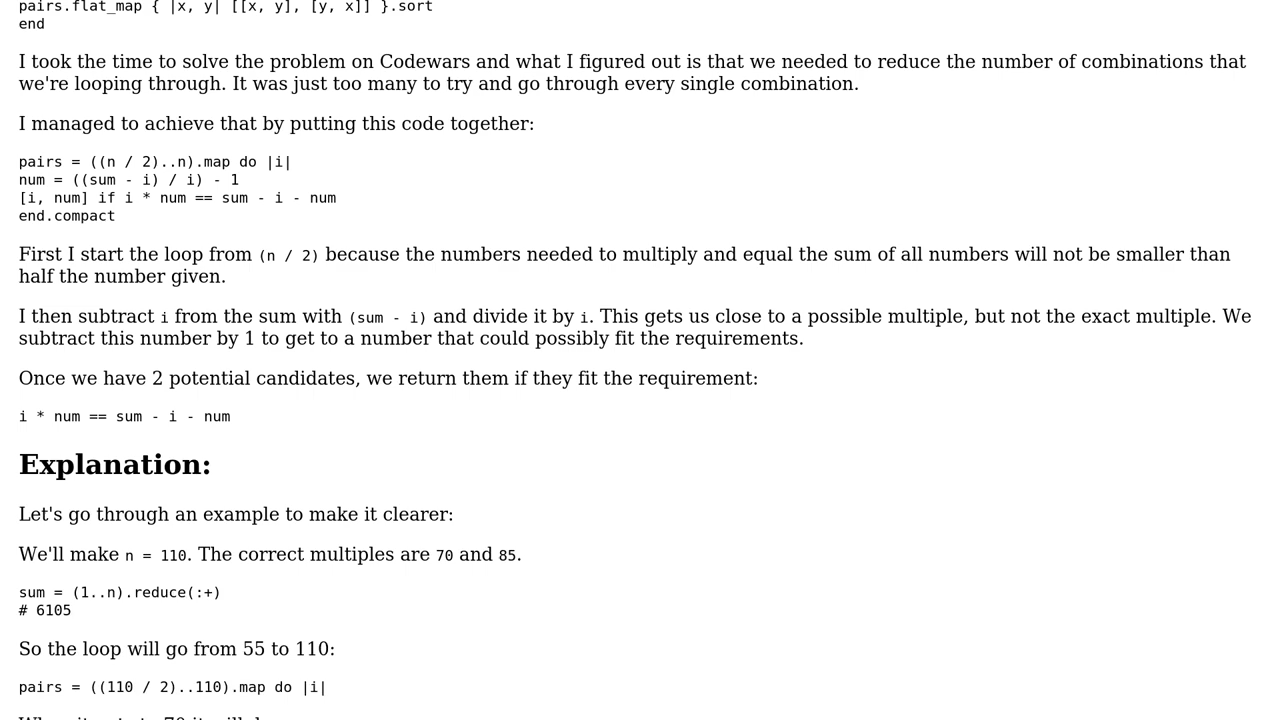 pairs.flat_map { |x, y| [[x, y], [y, x]] }.sort
end
I took the time to solve the problem on Codewars and what I figured out is that we needed to reduce the number of combinations that
we're looping through. It was just too many to try and go through every single combination.
I managed to achieve that by putting this code together:
pairs = ((n / 2)..n).map do |i|
num = ((sum - i) / i) - 1
[i, num] if i * num == sum - i - num
end.compact
First I start the loop from (n / 2) because the numbers needed to multiply and equal the sum of all numbers will not be smaller than
half the number given.
I then subtract i from the sum with (sum - i) and divide it by i. This gets us close to a possible multiple, but not the exact multiple. We
subtract this number by 1 to get to a number that could possibly fit the requirements.
Once we have 2 potential candidates, we return them if they fit the requirement:
i * num == sum - i - num
Explanation:
Let's go through an example to make it clearer:
We'll make n = 110. The correct multiples are 70 and 85.
sum = (1..n).reduce(:+)
# 6105
So the loop will go from 55 to 110:
pairs = ((110 / 2)..110).map do |i|